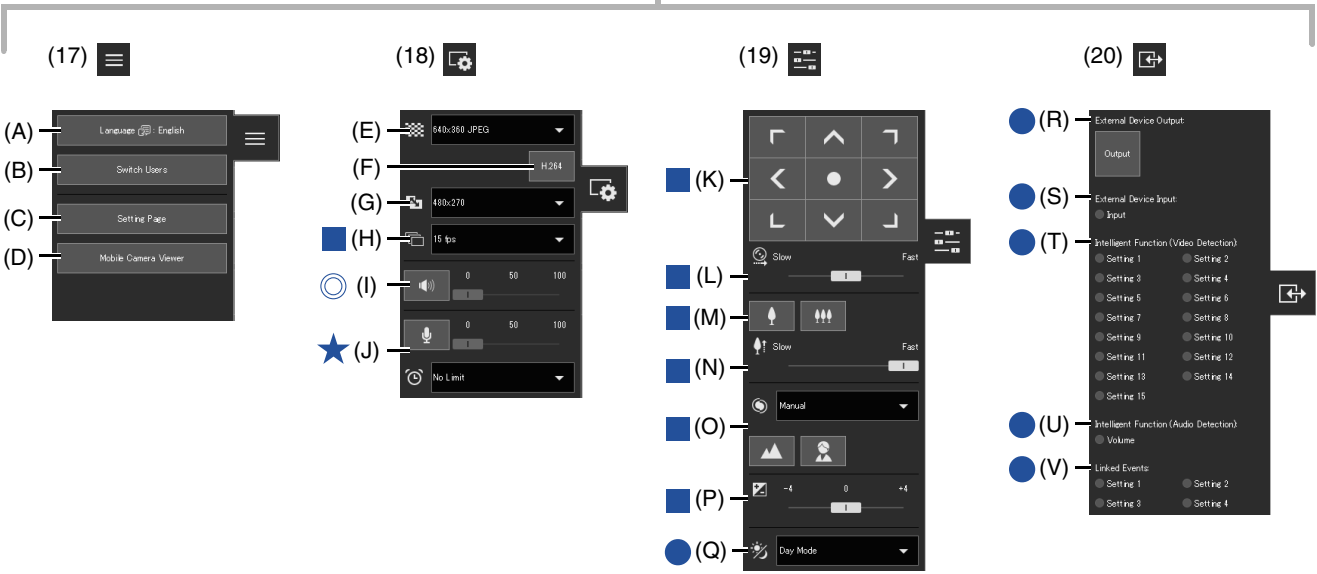 (17)
(A) Language : English
(B) Switch Users
(C) Setting Page
(D) Mobile Camera Viewer
(18)
(E) 640x360 JPEG
(F) H.264
(G) 480x270
(H) 15 fps
(I) 0 50 100
(J) 0 50 100
No Limit
(19)
(K)
Slow Fast
(L)
(M)
Slow Fast
(N)
Manual
(O)
(P) -4 0 +4
(Q) Day Mode
(20)
(R) External Device Output:
Output
(S) External Device Input:
Input
(T) Intelligent Function (Video Detection):
Setting 1 Setting 2
Setting 3 Setting 4
Setting 5 Setting 6
Setting 7 Setting 8
Setting 9 Setting 10
Setting 11 Setting 12
Setting 13 Setting 14
Setting 15
(U) Intelligent Function (Audio Detection):
Volume
(V) Linked Events:
Setting 1 Setting 2
Setting 3 Setting 4